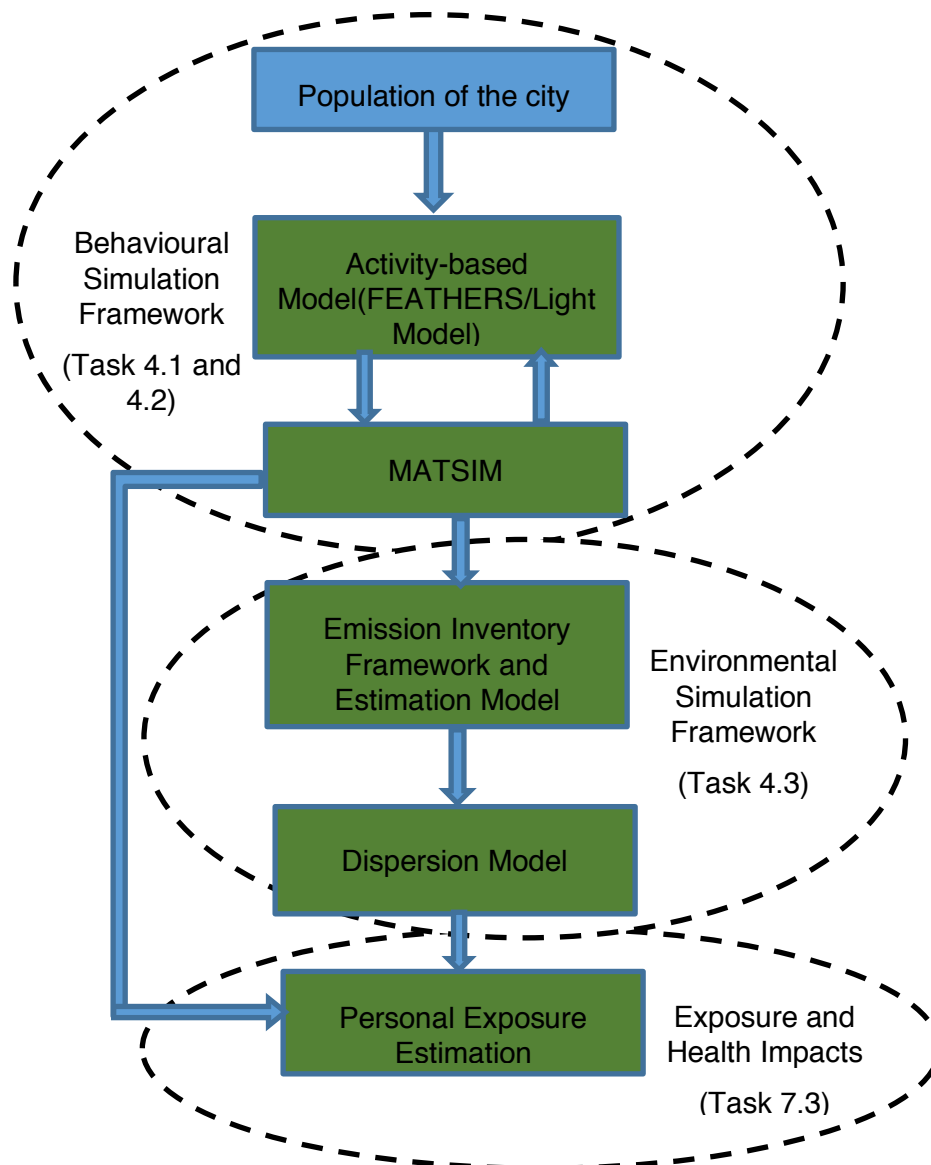 Population of the city
Behavioural
Simulation
Framework
(Task 4.1 and
4.2)
Activity-based
Model(FEATHERS/Light
Model)
MATSIM
Emission Inventory
Framework and
Estimation Model
Environmental
Simulation
Framework
(Task 4.3)
Dispersion Model
Personal Exposure
Estimation
Exposure and
Health Impacts
(Task 7.3)